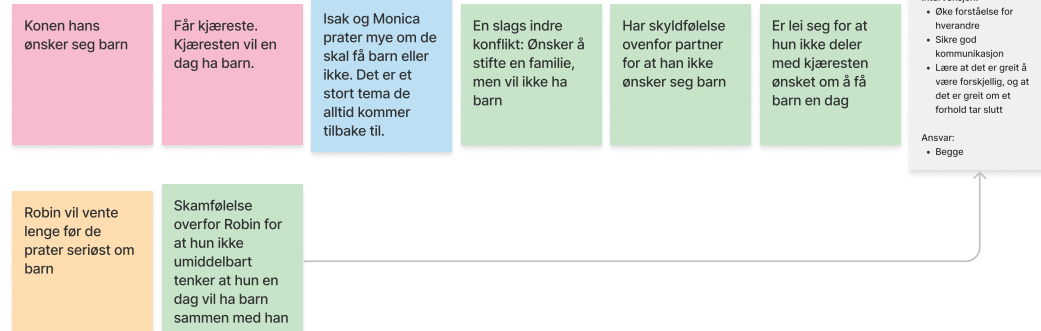 Konen hans
ønsker seg barn
Får kjæreste.
Kjæresten vil en
dag ha barn.
Isak og Monica
prater mye om de
skal få barn eller
ikke. Det er et
stort tema de
alltid kommer
tilbake til.
En slags indre
konflikt: Ønsker å
stifte en familie,
men vil ikke ha
barn
Har skyldfølelse
ovenfor partner
for at han ikke
ønsker seg barn
Er lei seg for at
hun ikke deler
med kjæresten
ønsket om å få
barn en dag
• Øke forståelse for
hverandre
• Sikre god
kommunikasjon
• Lære at det er greit å
være forskjellig, og at
det er greit om et
forhold tar slutt
Ansvar:
• Begge
Robin vil vente
lenge før de
prater seriøst om
barn
Skamfølelse
overfor Robin for
at hun ikke
umiddelbart
tenker at hun en
dag vil ha barn
sammen med han